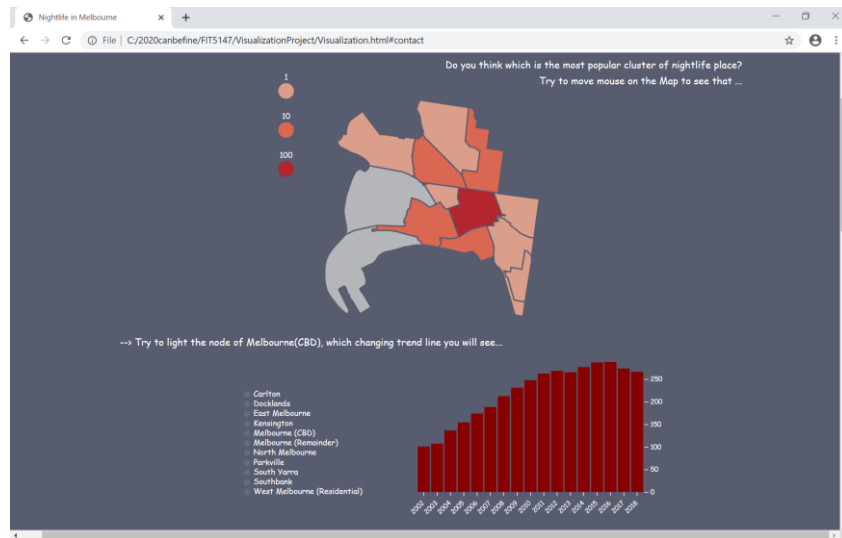 Nightlife in Melbourne
File | C:/2020canbefine/FIT5147/VisualizationProject/Visualization.html#contact
Do you think which is the most popular cluster of nightlife place?
Try to move mouse on the Map to see that ...
1
10
100
--> Try to light the node of Melbourne(CBD), which changing trend line you will see...
Carlton
Docklands
East Melbourne
Kensington
Melbourne (CBD)
Melbourne (Remainder)
North Melbourne
Parkville
South Yarra
Southbank
West Melbourne (Residential)
250
200
150
100
50
0
2002 2003 2004 2005 2006 2007 2008 2009 2010 2011 2012 2013 2014 2015 2016 2017 2018